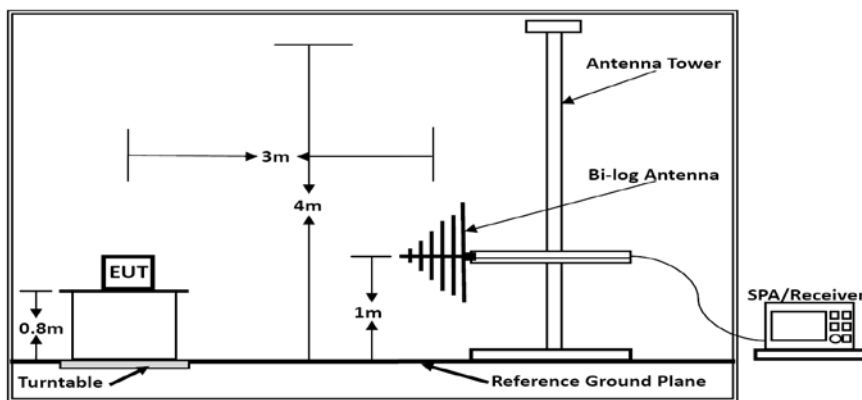 Antenna Tower
3m
Bi-log Antenna
4m
EUT
SPA/Receiver
0.8m
1m
Turntable
Reference Ground Plane